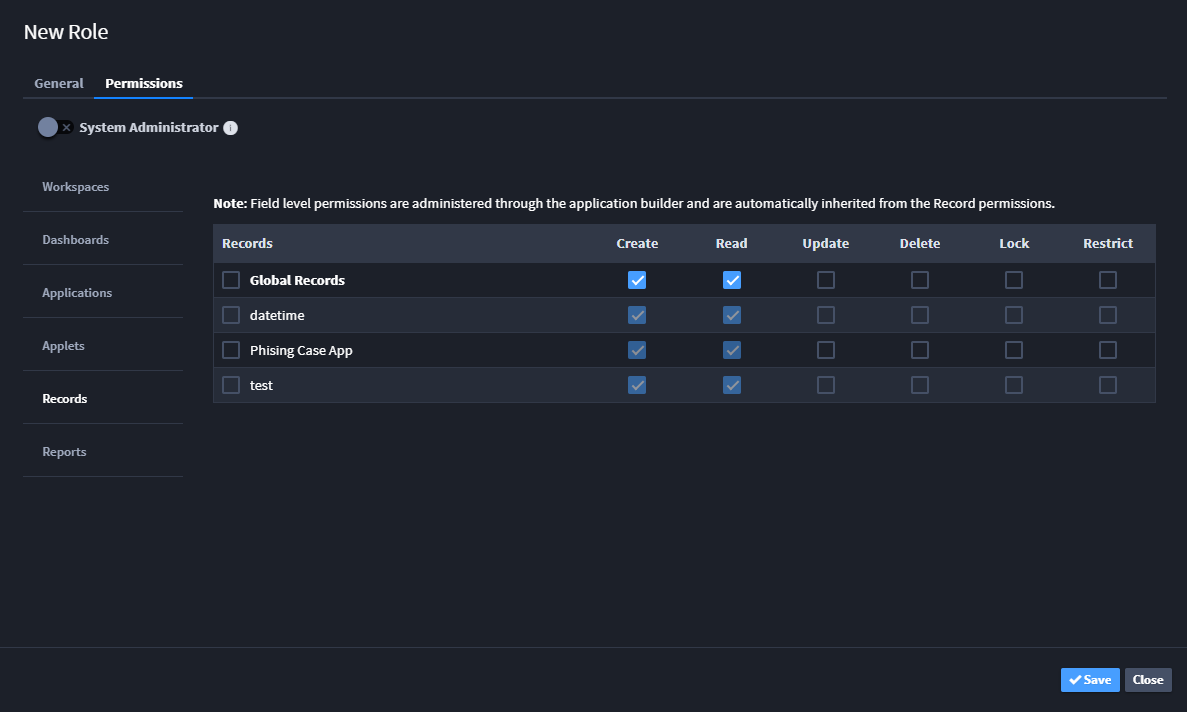 New Role
General Permissions
System Administrator
Workspaces
Dashboards
Applications
Applets
Records
Reports
Note: Field level permissions are administered through the application builder and are automatically inherited from the Record permissions.
Records Create Read Update Delete Lock Restrict
Global Records
datetime
Phising Case App
test
Save Close